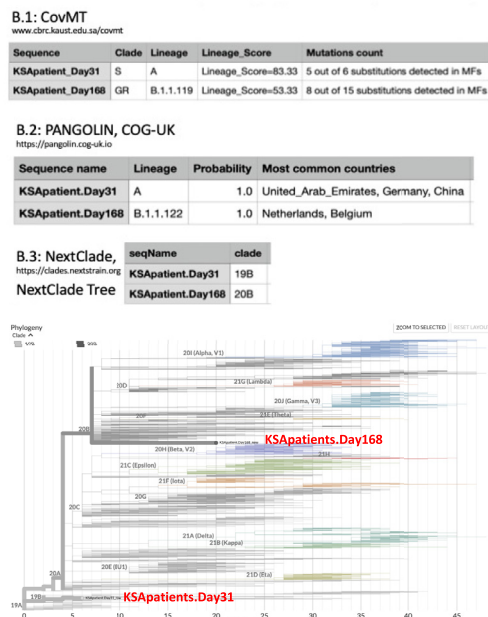 B.1: CovMT
www.cbrc.kaust.edu.sa/covmt
Sequence Clade Lineage Lineage_Score Mutations count
KSApatient_Day31 S A Lineage_Score=83.33 5 out of 6 substitutions detected in MFs
KSApatient_Day168 GR B.1.1.119 Lineage_Score=53.33 8 out of 15 substitutions detected in MFs
B.2: PANGOLIN, COG-UK
https://pangolin.cog-uk.io
Sequence name Lineage Probability Most common countries
KSApatient.Day31 A 1.0 United_Arab_Emirates, Germany, China
KSApatient.Day168 B.1.1.122 1.0 Netherlands, Belgium
B.3: NextClade,
https://clades.nextstrain.org
NextClade Tree
seqName clade
KSApatient.Day31 19B
KSApatient.Day168 20B
Phylogeny
Clade
ZOOM TO SELECTED RESET LAYOUT
20I (Alpha, V1)
21G (Lambda)
20D
20J (Gamma, V3)
20F
21E (Theta)
20B
KSApatients.Day168
20H (Beta, V2)
21H
21C (Epsilon)
21F (Iota)
20G
20C
21A (Delta)
21B (Kappa)
20E (EU1)
20A
21D (Eta)
19B
KSApatients.Day31
19A
0 5 10 15 20 25 30 35 40 45